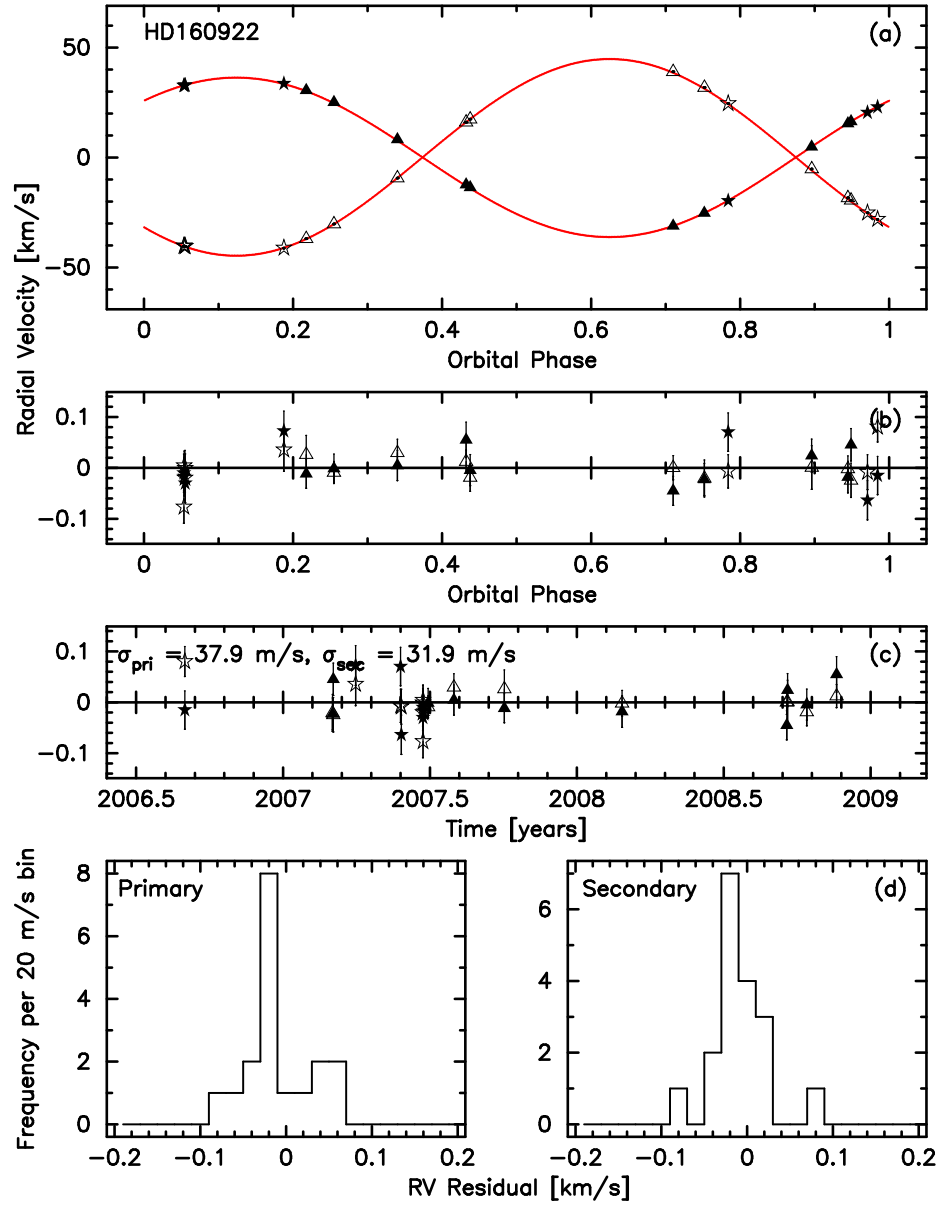 HD160922 (a)
50
0
−50
0 0.2 0.4 0.6 0.8 1
Orbital Phase
Radial Velocity [km/s]
(b)
0.1
0
−0.1
0 0.2 0.4 0.6 0.8 1
Orbital Phase
σpri = 37.9 m/s, σsec = 31.9 m/s (c)
0.1
0
−0.1
2006.5 2007 2007.5 2008 2008.5 2009
Time [years]
Frequency per 20 m/s bin
Primary
8
6
4
2
0
−0.2 −0.1 0 0.1 0.2
Secondary (d)
6
4
2
0
−0.2 −0.1 0 0.1 0.2
RV Residual [km/s]